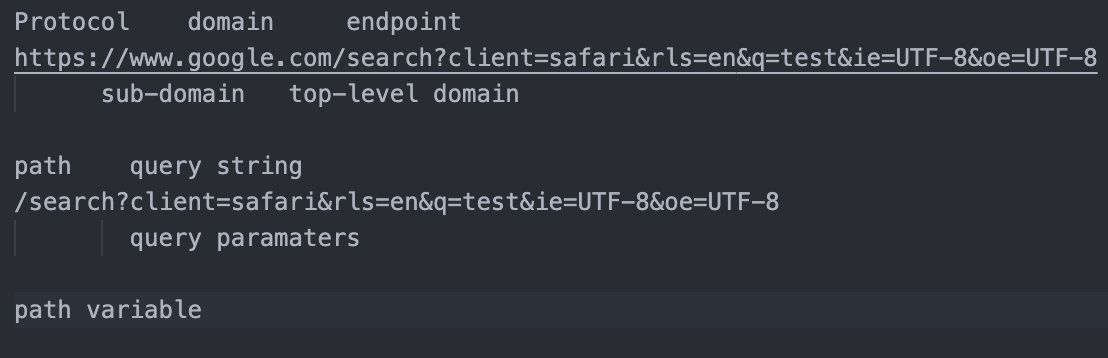 Protocol    domain     endpoint
https://www.google.com/search?client=safari&rls=en&q=test&ie=UTF-8&oe=UTF-8
      sub-domain   top-level domain
path    query string
/search?client=safari&rls=en&q=test&ie=UTF-8&oe=UTF-8
        query paramaters
path variable